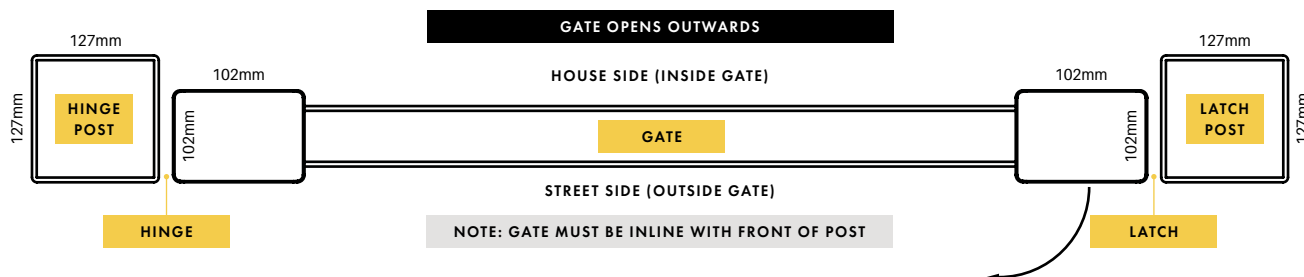 GATE OPENS OUTWARDS
127mm
127mm
102mm
HOUSE SIDE (INSIDE GATE)
102mm
127mm
HINGE
POST
102mm
GATE
102mm
LATCH
POST
127mm
STREET SIDE (OUTSIDE GATE)
HINGE
NOTE: GATE MUST BE INLINE WITH FRONT OF POST
LATCH